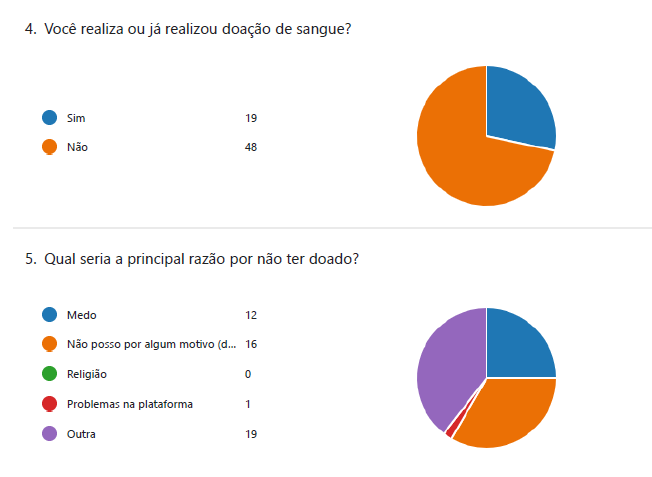 4. Você realiza ou já realizou doação de sangue?
Sim 19
Não 48
5. Qual seria a principal razão por não ter doado?
Medo 12
Não posso por algum motivo (d... 16
Religião 0
Problemas na plataforma 1
Outra 19